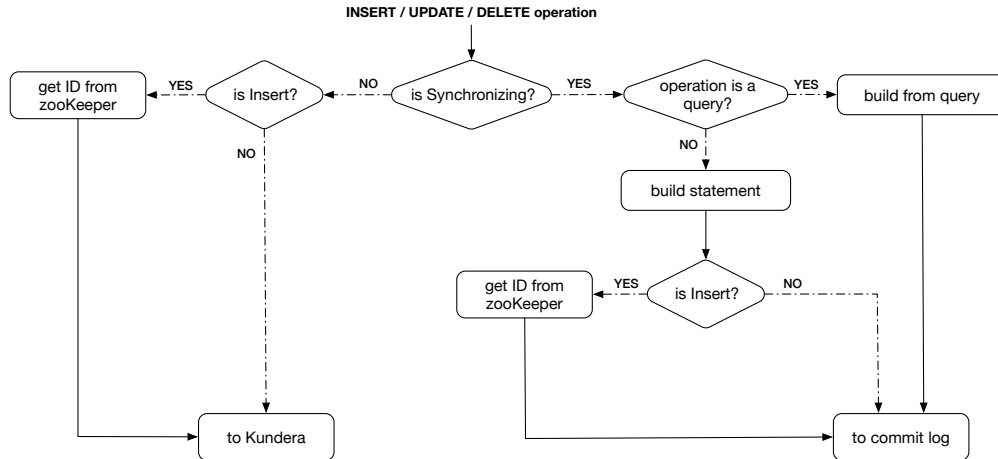 INSERT / UPDATE / DELETE operation
get ID from
zooKeeper
YES
is Insert?
NO
is Synchronizing?
YES
operation is a
query?
YES
build from query
NO
NO
build statement
get ID from
zooKeeper
YES
is Insert?
NO
to Kundera
to commit log